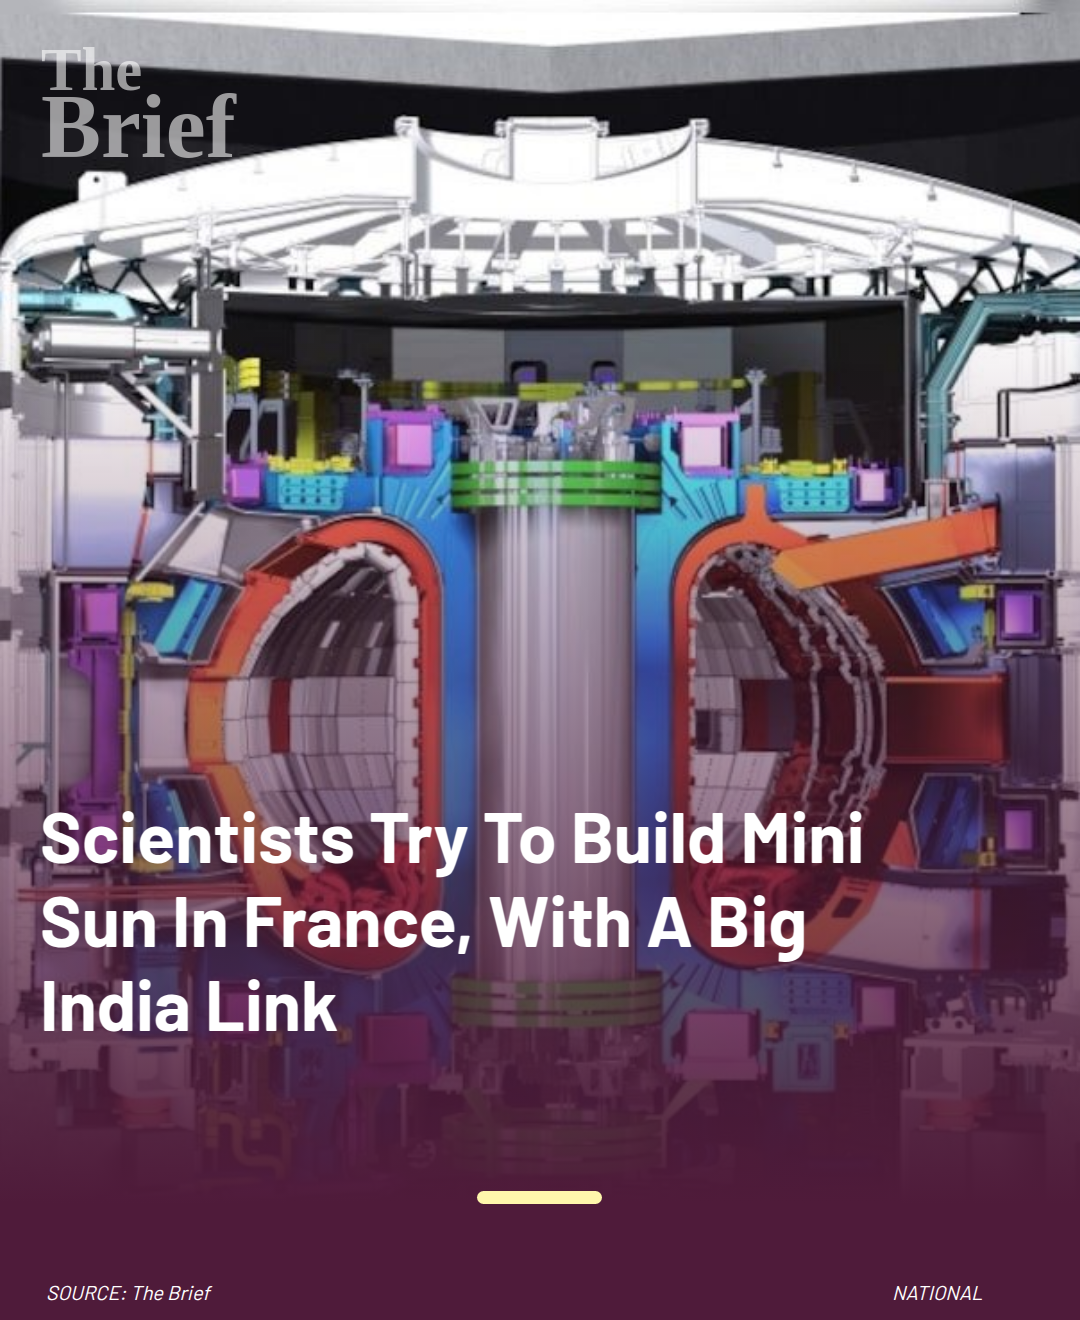 The
Brief
Scientists Try To Build Mini
Sun In France, With A Big
India Link
SOURCE: The Brief
NATIONAL